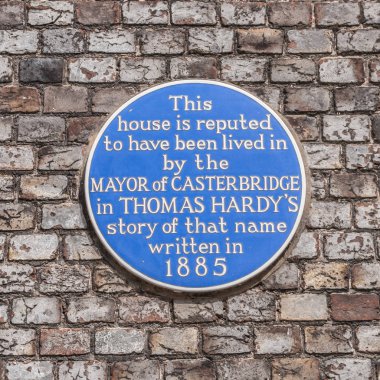 This
house is reputed
to have been lived in
by the
MAYOR of CASTERBRIDGE
in THOMAS HARDY'S
story of that name
written in
1885